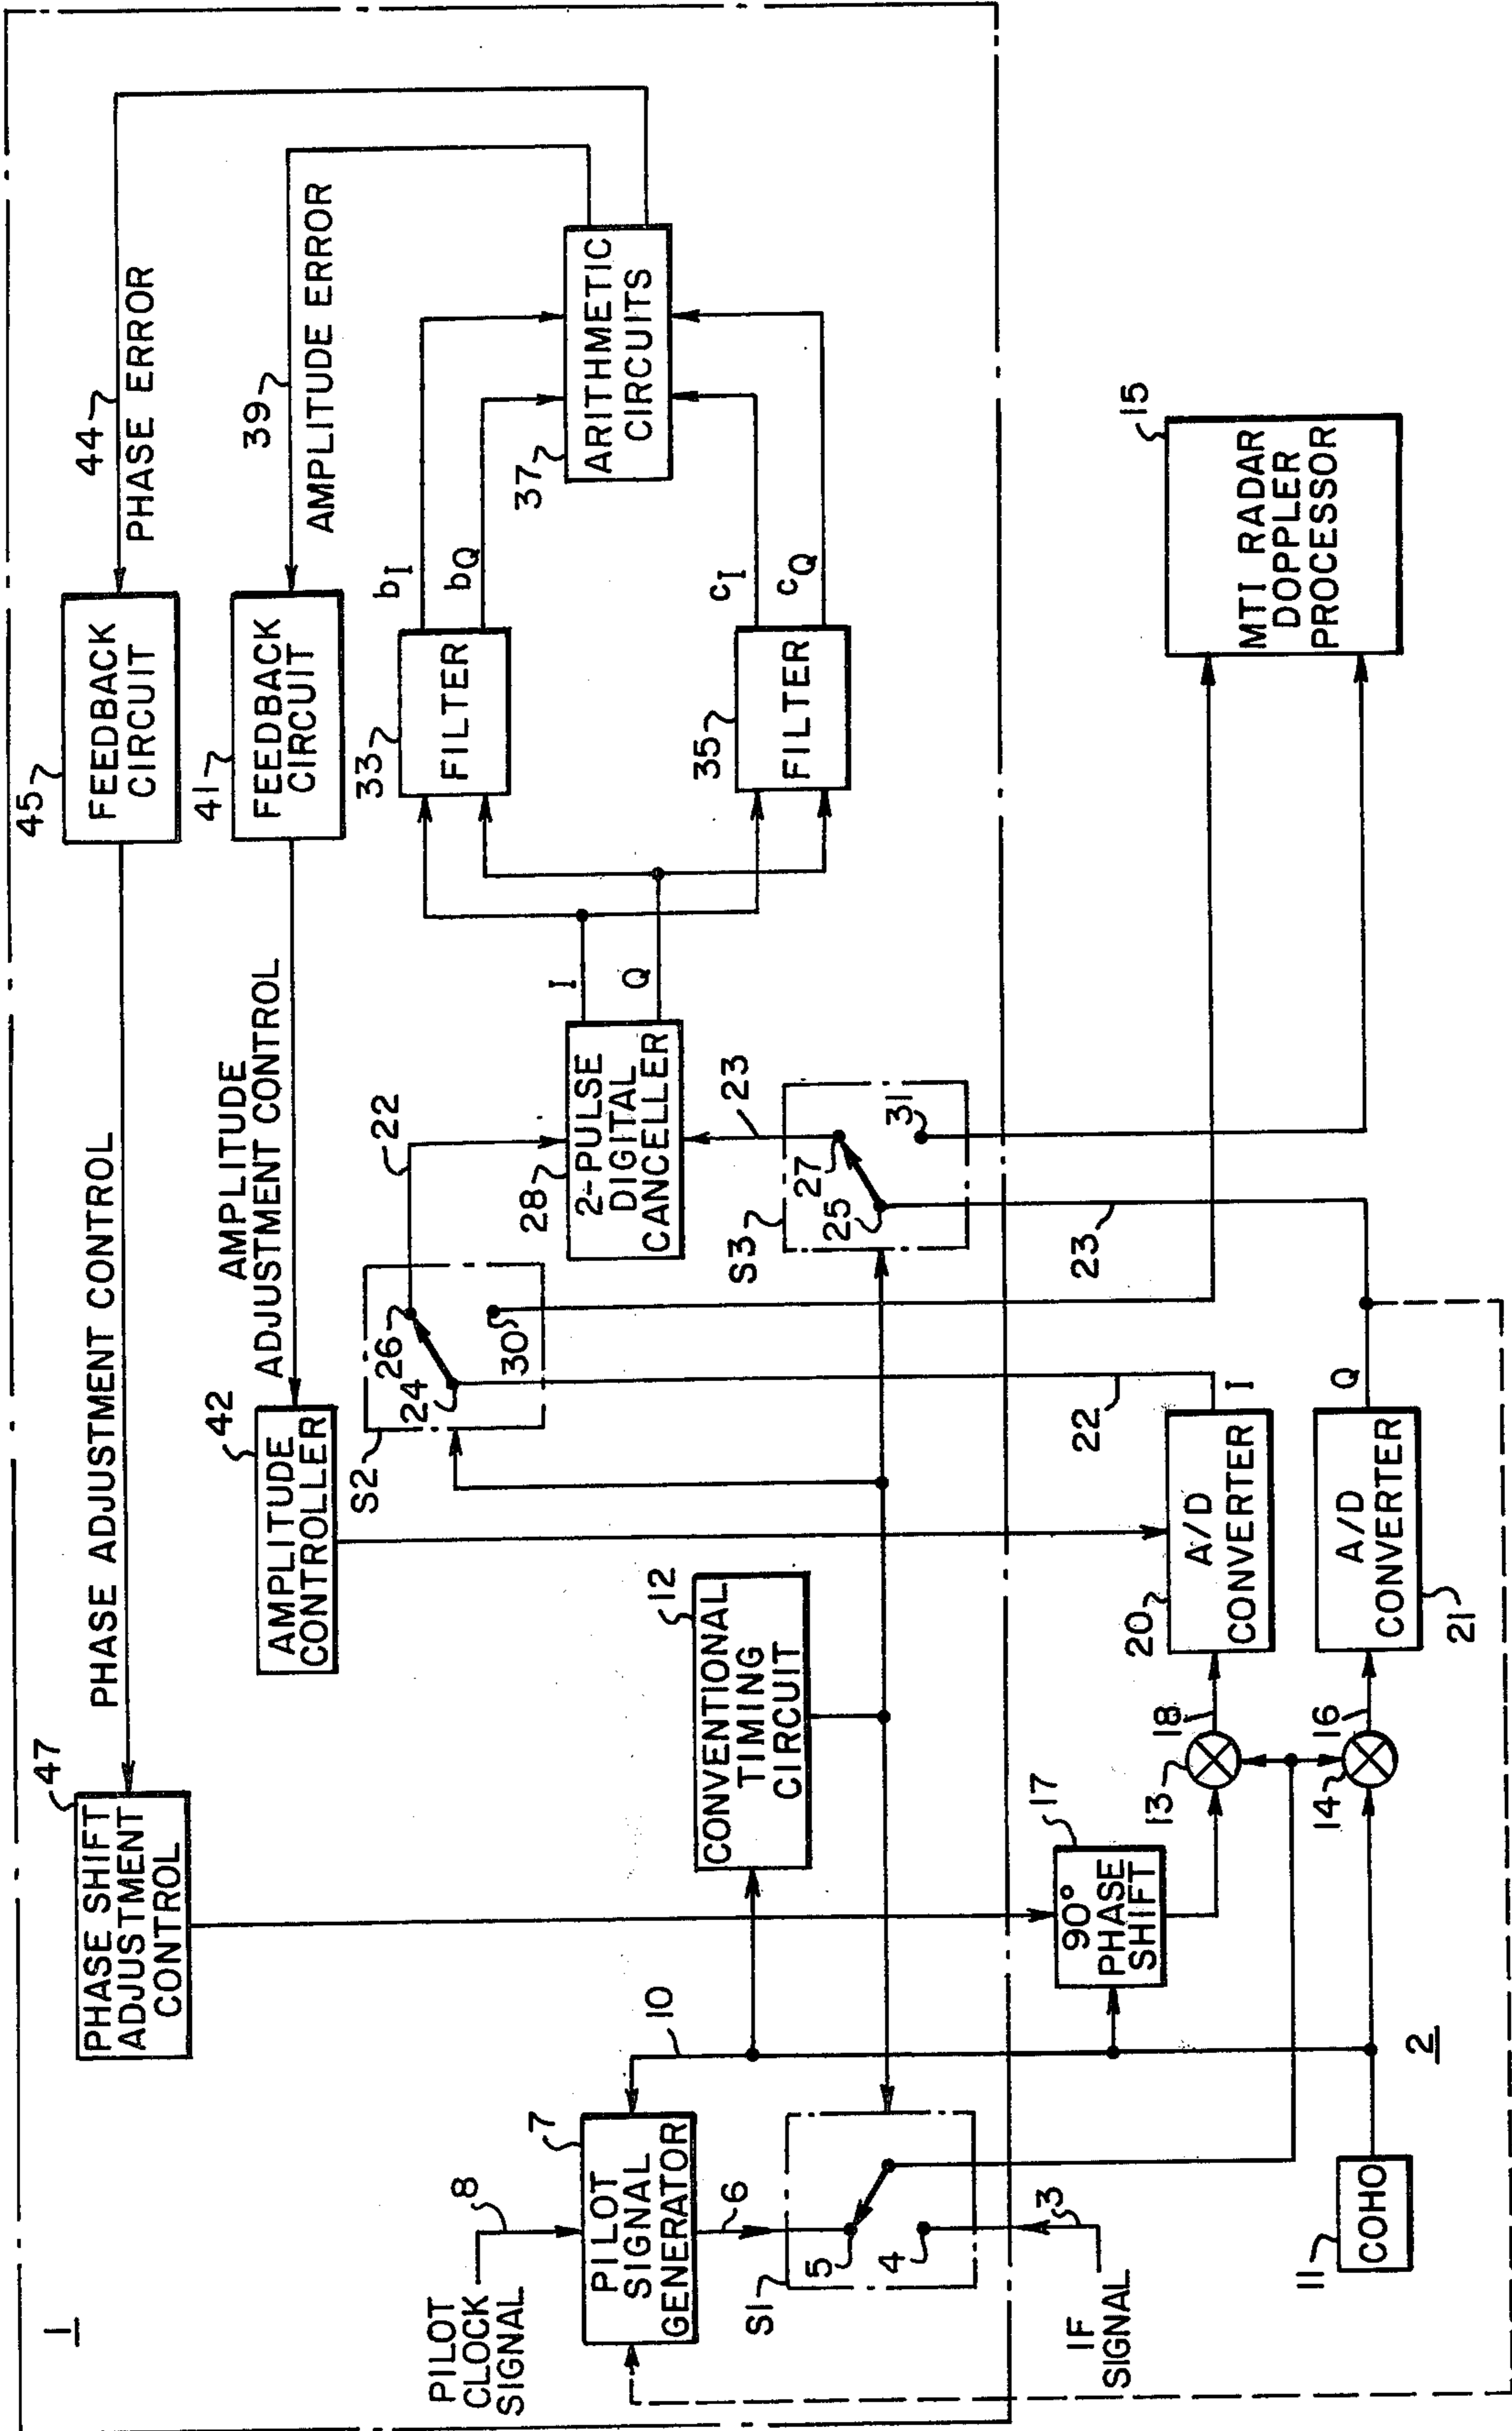 1
PHASE SHIFT
ADJUSTMENT
CONTROL
47
PHASE ADJUSTMENT CONTROL
45
FEEDBACK
CIRCUIT
44
PHASE ERROR
AMPLITUDE
CONTROLLER
42
AMPLITUDE
ADJUSTMENT CONTROL
41
FEEDBACK
CIRCUIT
39
AMPLITUDE ERROR
PILOT
CLOCK
SIGNAL
8
7
PILOT
SIGNAL
GENERATOR
6
10
CONVENTIONAL
TIMING
CIRCUIT
12
S2
24
26
30
22
28
2-PULSE
DIGITAL
CANCELLER
I
Q
33
FILTER
bI
bQ
35
FILTER
cI
cQ
37
ARITHMETIC
CIRCUITS
S1
5
4
IF
SIGNAL
3
S3
25
27
31
23
17
90°
PHASE
SHIFT
13
18
20
A/D
CONVERTER
I
22
23
11
COHO
2
14
16
21
A/D
CONVERTER
Q
15
MTI RADAR
DOPPLER
PROCESSOR